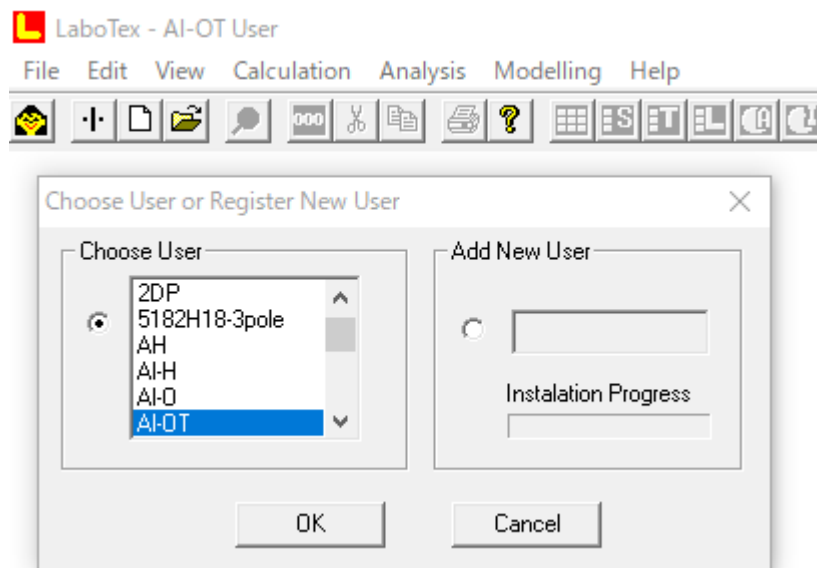 LaboTex - AI-OT User
File Edit View Calculation Analysis Modelling Help
Choose User or Register New User
Choose User
Add New User
2DP
5182H18-3pole
AH
AI-H
AI-O
AI-OT
Instalation Progress
OK Cancel